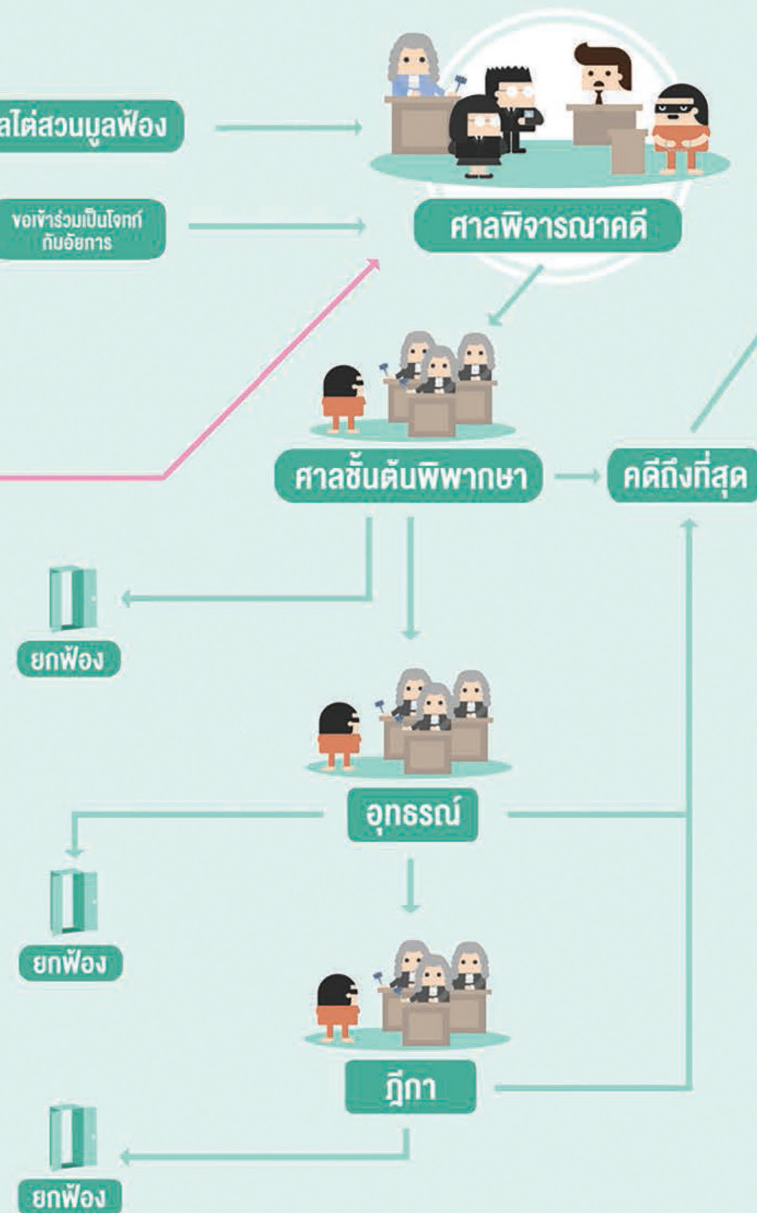 ลไต่สวนมูลฟ้อง
ขอเข้าร่วมเป็นโจทก์
กับอัยการ
ศาลพิจารณาคดี
ศาลชั้นต้นพิพากษา
คดีถึงที่สุด
ยกฟ้อง
อุทธรณ์
ยกฟ้อง
ฎีกา
ยกฟ้อง